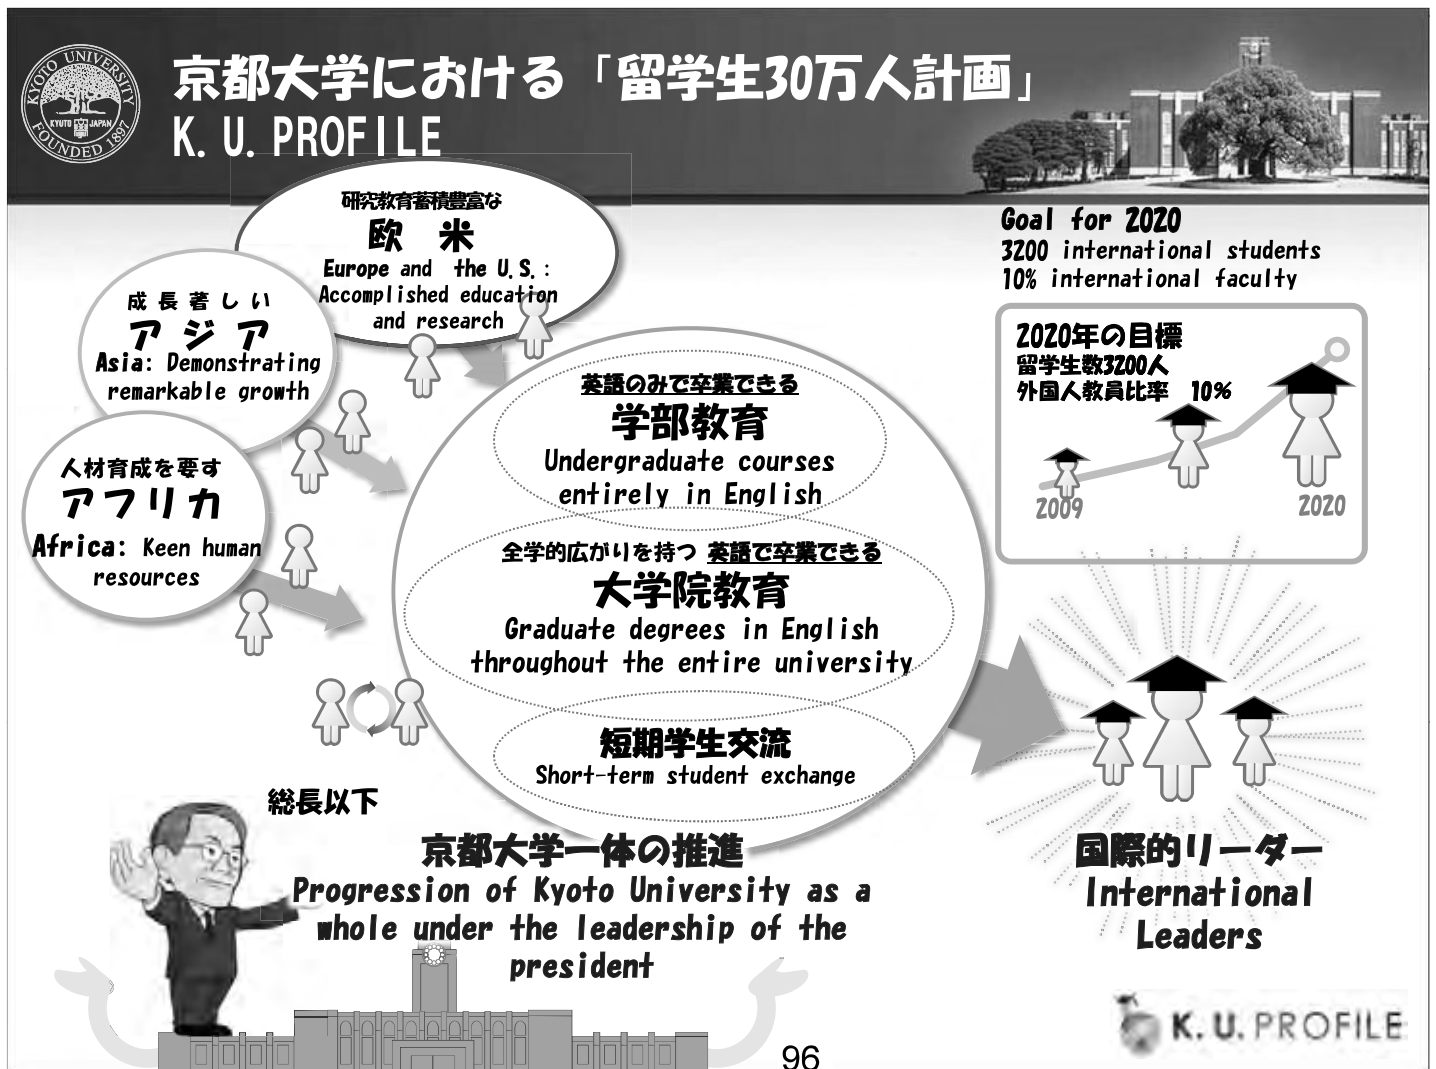 京都大学における「留学生30万人計画」
K. U. PROFILE
KYOTO UNIVERSITY
KYOTO JAPAN
FOUNDED 1897
研究教育蓄積豊富な
欧 米
Europe and the U.S.:
Accomplished education
and research
成長著しい
アジア
Asia: Demonstrating
remarkable growth
人材育成を要す
アフリカ
Africa: Keen human
resources
Goal for 2020
3200 international students
10% international faculty
2020年の目標
留学生数3200人
外国人教員比率 10%
2009
2020
英語のみで卒業できる
学部教育
Undergraduate courses
entirely in English
全学的広がりを持つ 英語で卒業できる
大学院教育
Graduate degrees in English
throughout the entire university
短期学生交流
Short-term student exchange
総長以下
京都大学一体の推進
Progression of Kyoto University as a
whole under the leadership of the
president
国際的リーダー
International
Leaders
K. U. PROFILE
96